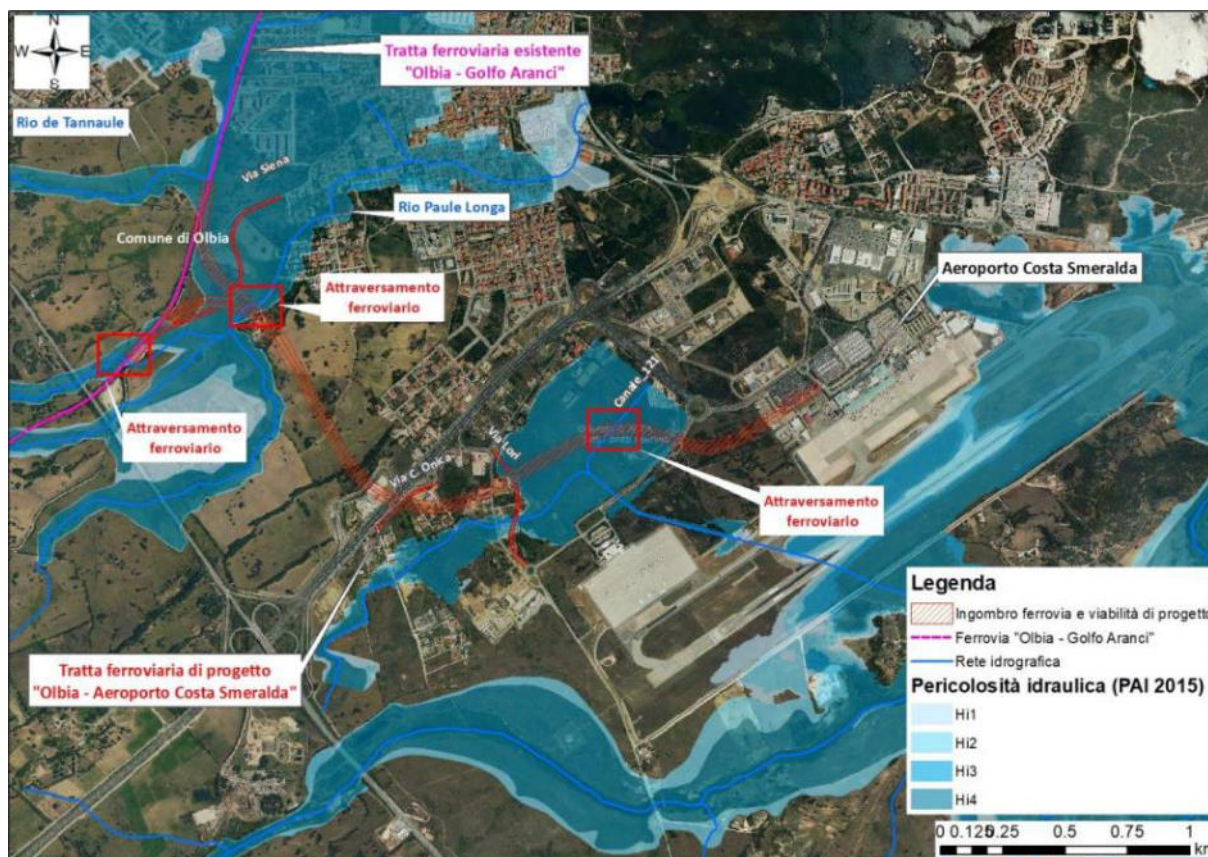 N
W E
S
Tratta ferroviaria esistente
"Olbia - Golfo Aranci"
Rio de Tannaule
Via Siena
Rio Paule Longa
Comune di Olbia
Aeroporto Costa Smeralda
Attraversamento
ferroviario
Canale_121
Attraversamento
ferroviario
Via Lori
Via C. Onica
Attraversamento
ferroviario
Tratta ferroviaria di progetto
"Olbia - Aeroporto Costa Smeralda"
Legenda
Ingombro ferrovia e viabilità di progetto
Ferrovia "Olbia - Golfo Aranci"
Rete idrografica
Pericolosità idraulica (PAI 2015)
Hi1
Hi2
Hi3
Hi4
0 0.125 0.25 0.5 0.75 1
km